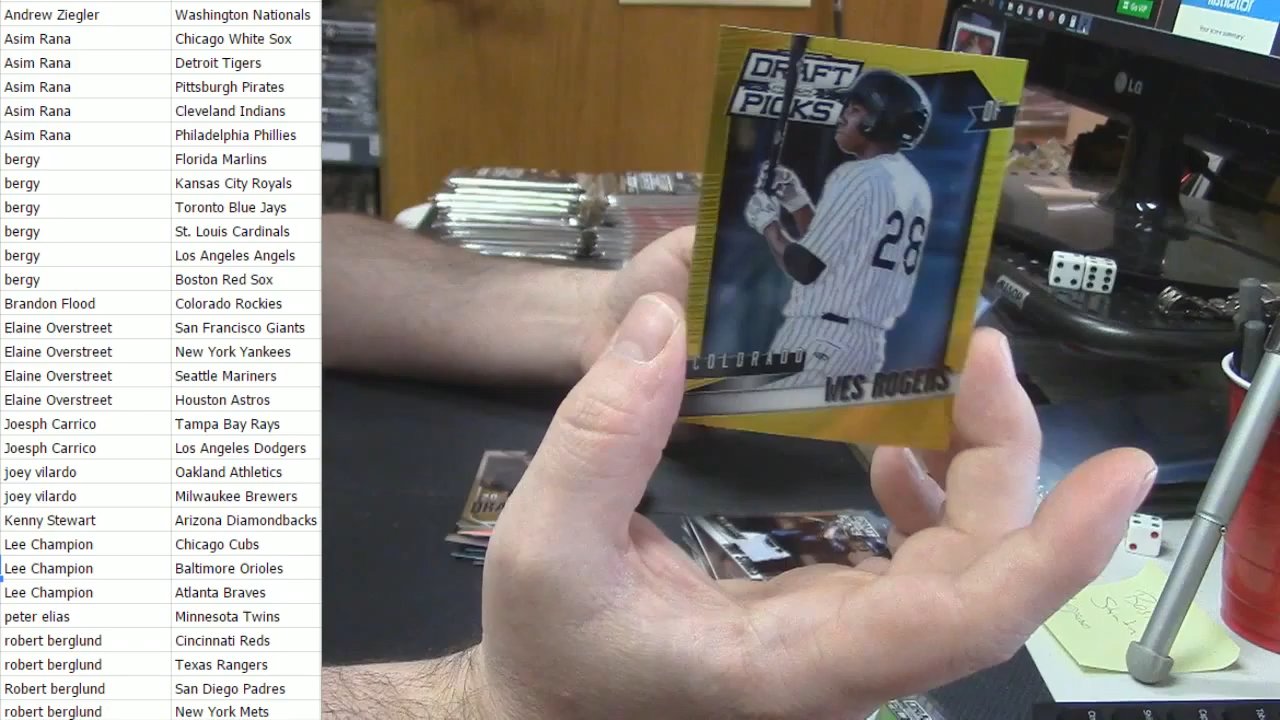 Andrew Ziegler Washington Nationals
Asim Rana Chicago White Sox
Asim Rana Detroit Tigers
Asim Rana Pittsburgh Pirates
Asim Rana Cleveland Indians
Asim Rana Philadelphia Phillies
bergy Florida Marlins
bergy Kansas City Royals
bergy Toronto Blue Jays
bergy St. Louis Cardinals
bergy Los Angeles Angels
bergy Boston Red Sox
Brandon Flood Colorado Rockies
Elaine Overstreet San Francisco Giants
Elaine Overstreet New York Yankees
Elaine Overstreet Seattle Mariners
Elaine Overstreet Houston Astros
Joesph Carrico Tampa Bay Rays
Joesph Carrico Los Angeles Dodgers
joey vilardo Oakland Athletics
joey vilardo Milwaukee Brewers
Kenny Stewart Arizona Diamondbacks
Lee Champion Chicago Cubs
Lee Champion Baltimore Orioles
Lee Champion Atlanta Braves
peter elias Minnesota Twins
robert berglund Cincinnati Reds
robert berglund Texas Rangers
Robert berglund San Diego Padres
robert berglund New York Mets
DRAFT
PICKS
OF
28
COLORADO
WES ROGERS
LG
Go VIP